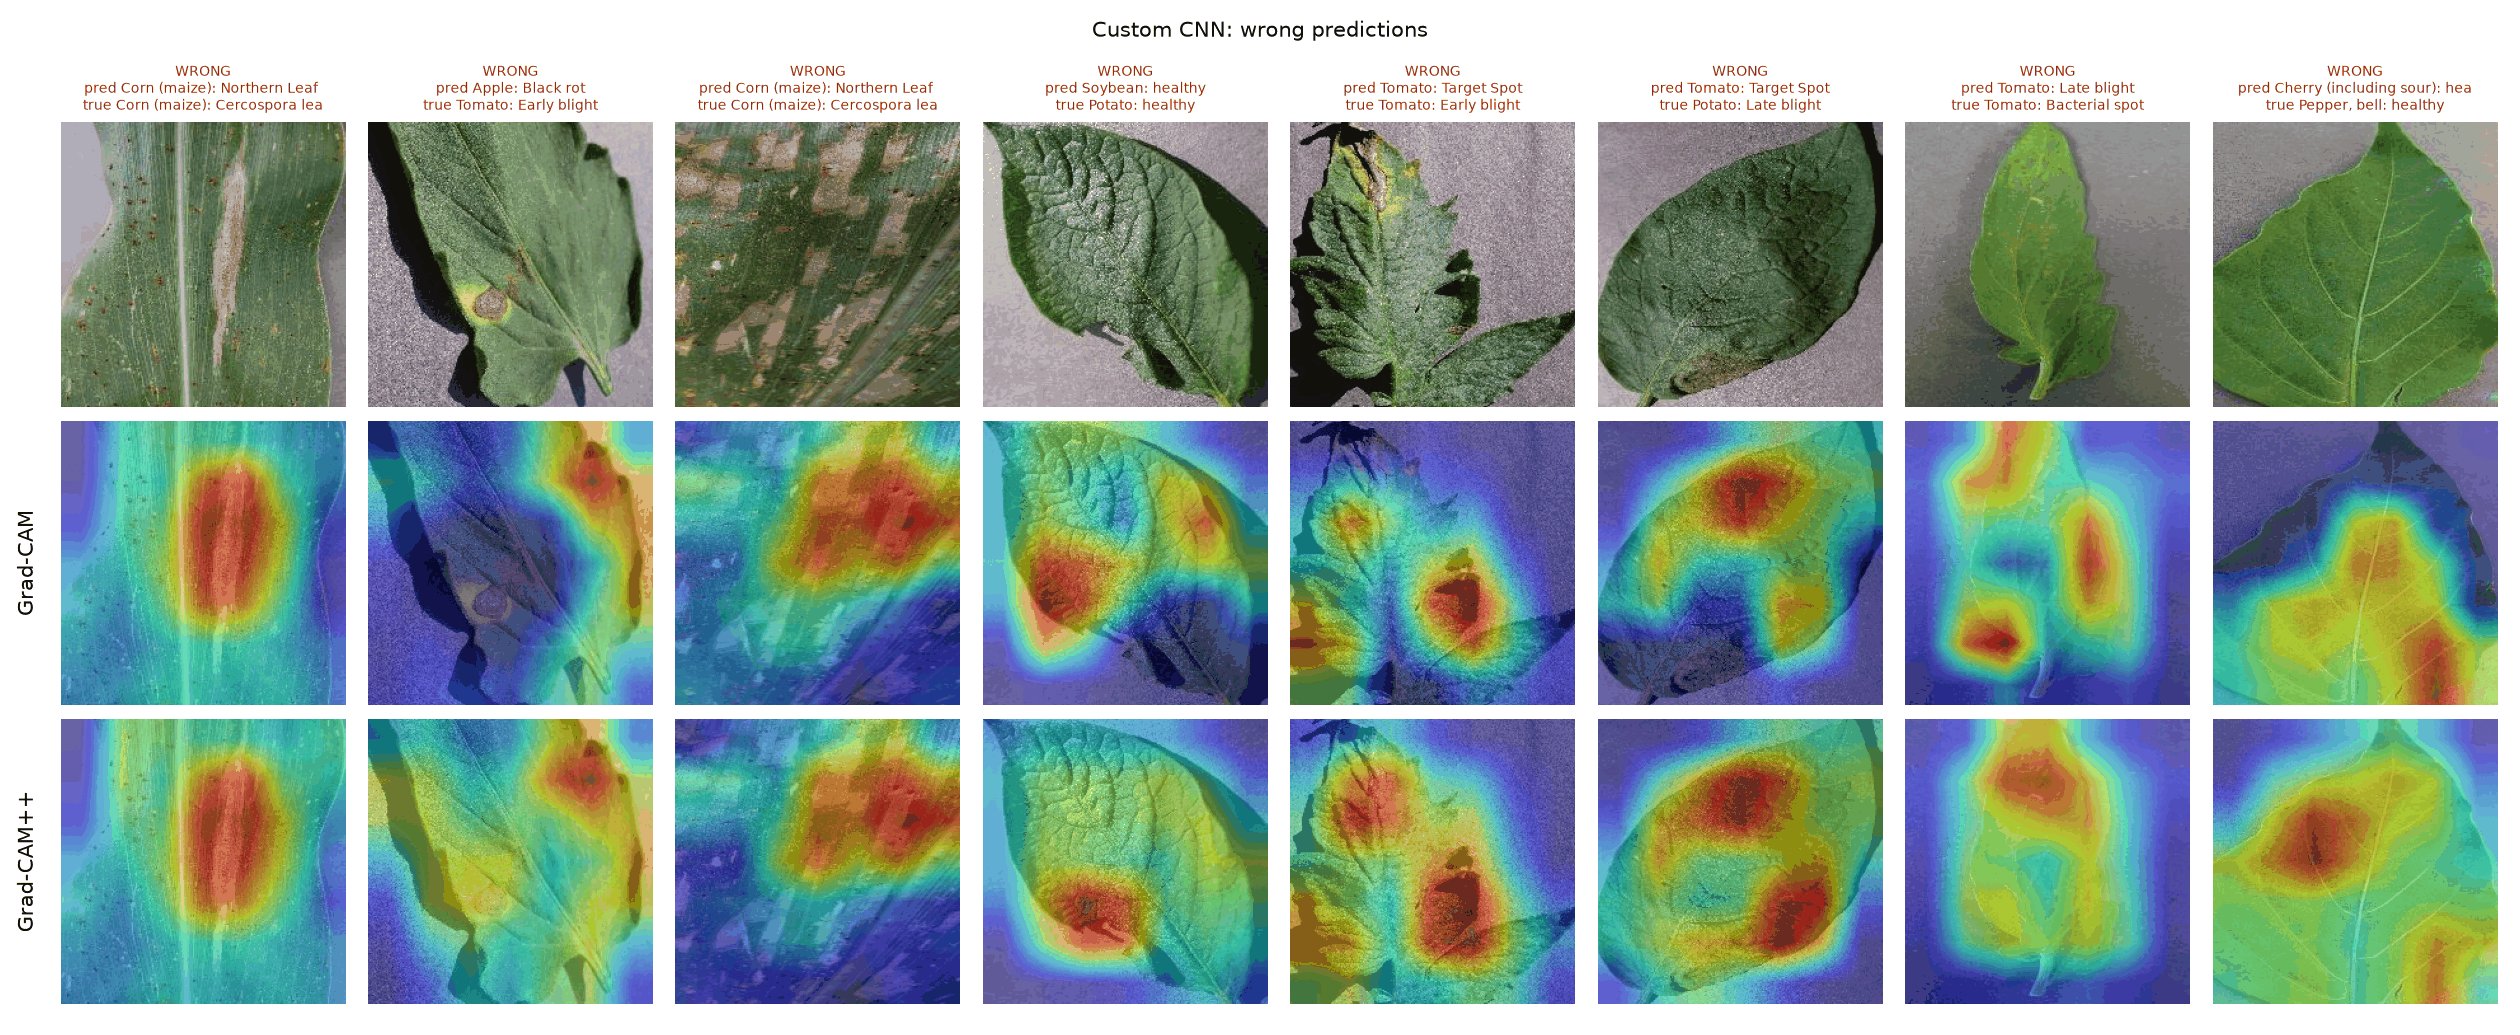 Custom CNN: wrong predictions
WRONG
pred Corn (maize): Northern Leaf
true Corn (maize): Cercospora lea
WRONG
pred Apple: Black rot
true Tomato: Early blight
WRONG
pred Corn (maize): Northern Leaf
true Corn (maize): Cercospora lea
WRONG
pred Soybean: healthy
true Potato: healthy
WRONG
pred Tomato: Target Spot
true Tomato: Early blight
WRONG
pred Tomato: Target Spot
true Potato: Late blight
WRONG
pred Tomato: Late blight
true Tomato: Bacterial spot
WRONG
pred Cherry (including sour): hea
true Pepper, bell: healthy
Grad-CAM
Grad-CAM++